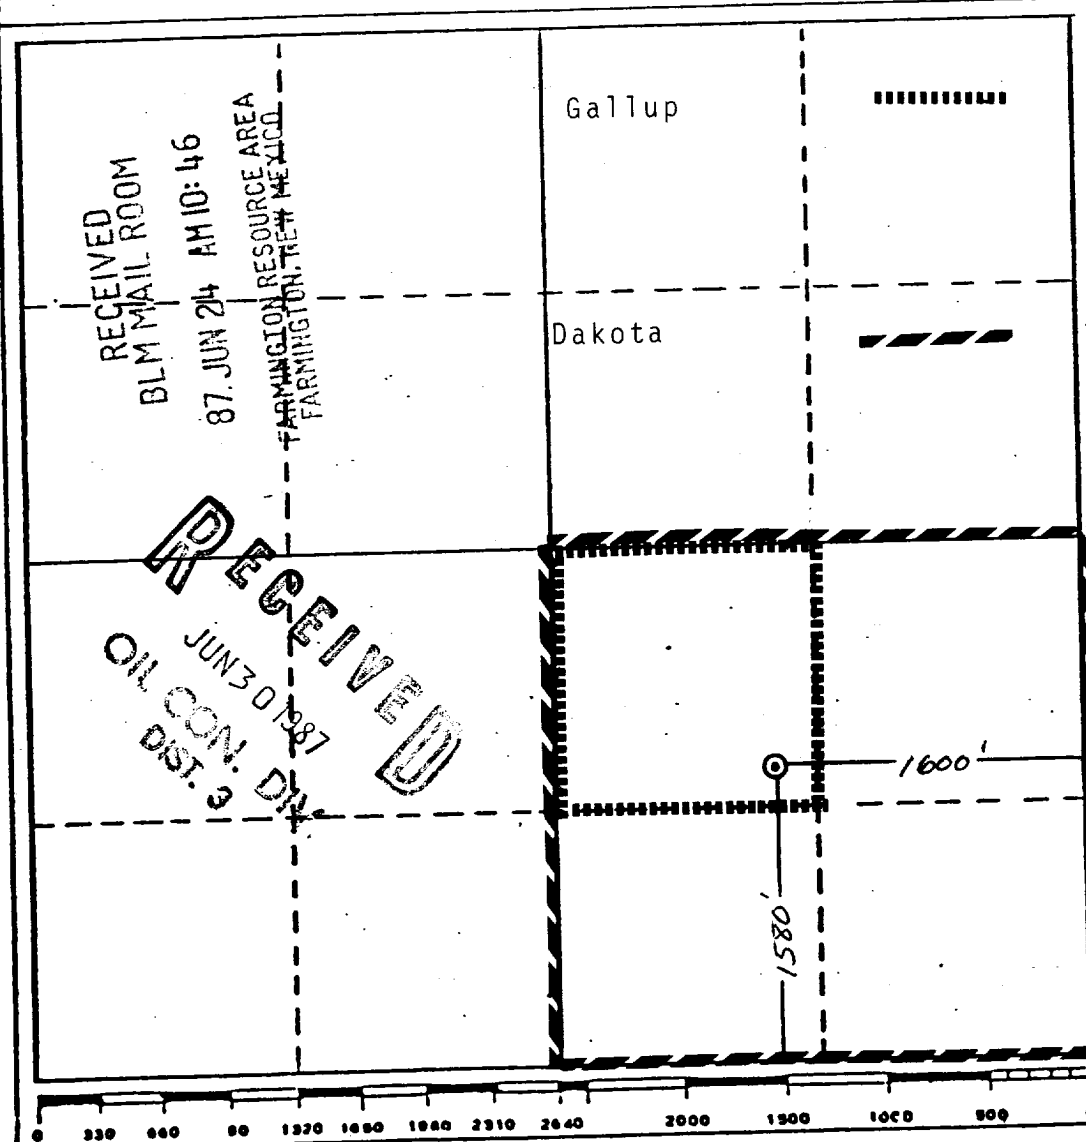 Gallup
RECEIVED
BLM MAIL ROOM
87 JUN 24 AM 10:46
FARMINGTON RESOURCE AREA
FARMINGTON, NEW MEXICO
Dakota
RECEIVED
JUN 30 1987
OIL CON. DIV.
DIST. 3
1600'
1580'
0 330 660 90 1320 1650 1980 2310 2640 2000 1500 1000 500